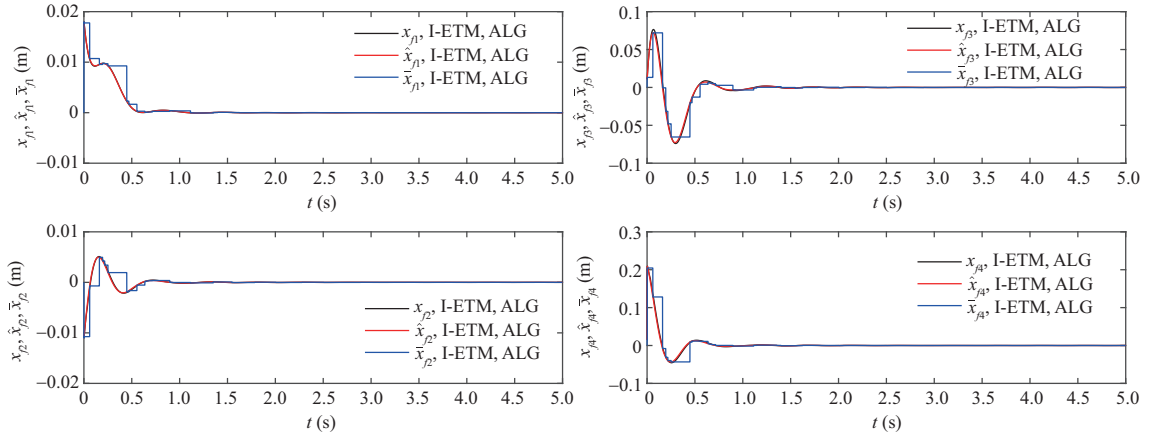 0.02
0.01
0
−0.01
x_{f1}, x̂_{f1}, x̄_{f1} (m)
x_{f1}, I-ETM, ALG
x̂_{f1}, I-ETM, ALG
x̄_{f1}, I-ETM, ALG
0 0.5 1.0 1.5 2.0 2.5 3.0 3.5 4.0 4.5 5.0
t (s)
0.1
0.05
0
−0.05
−0.1
x_{f3}, x̂_{f3}, x̄_{f3} (m)
x_{f3}, I-ETM, ALG
x̂_{f3}, I-ETM, ALG
x̄_{f3}, I-ETM, ALG
0 0.5 1.0 1.5 2.0 2.5 3.0 3.5 4.0 4.5 5.0
t (s)
0.01
0
−0.01
0.02
x_{f2}, x̂_{f2}, x̄_{f2} (m)
x_{f2}, I-ETM, ALG
x̂_{f2}, I-ETM, ALG
x̄_{f2}, I-ETM, ALG
0 0.5 1.0 1.5 2.0 2.5 3.0 3.5 4.0 4.5 5.0
t (s)
0.3
0.2
0.1
0
−0.1
x_{f4}, x̂_{f4}, x̄_{f4} (m)
x_{f4}, I-ETM, ALG
x̂_{f4}, I-ETM, ALG
x̄_{f4}, I-ETM, ALG
0 0.5 1.0 1.5 2.0 2.5 3.0 3.5 4.0 4.5 5.0
t (s)